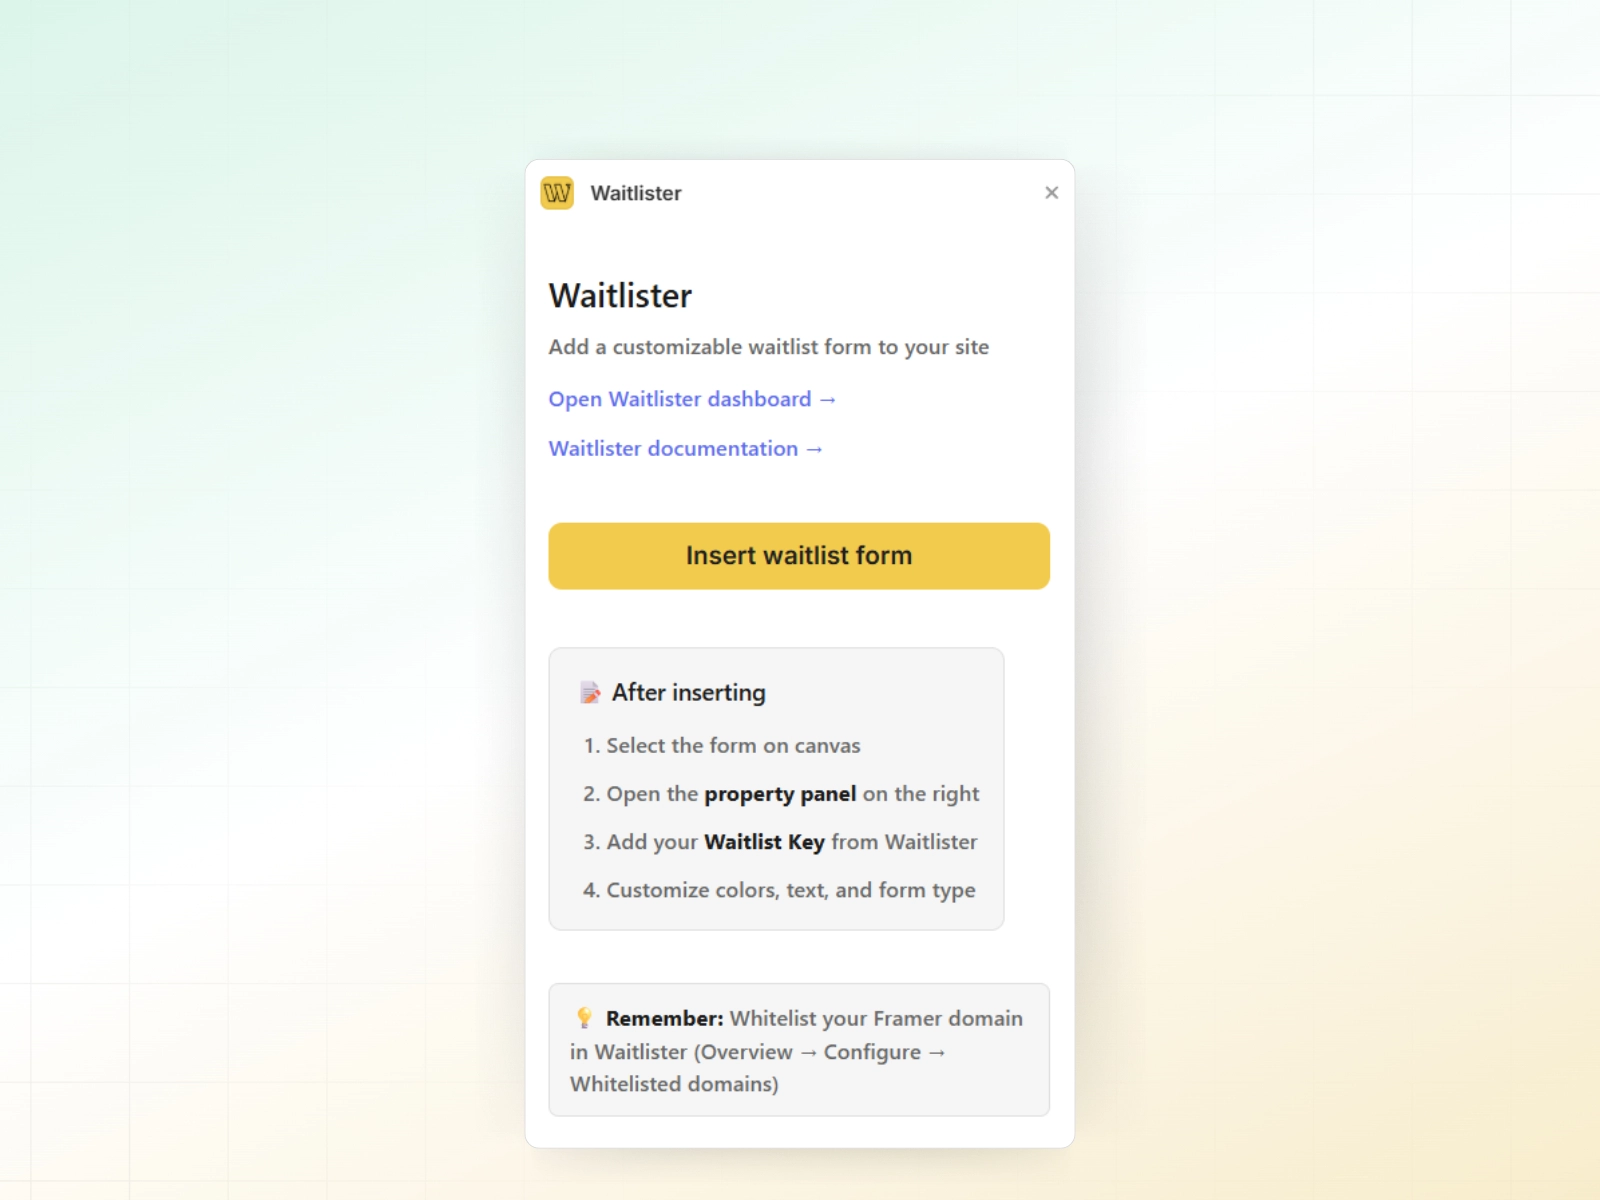 W Waitlister ×
Waitlister
Add a customizable waitlist form to your site
Open Waitlister dashboard →
Waitlister documentation →
Insert waitlist form
📝 After inserting
1. Select the form on canvas
2. Open the property panel on the right
3. Add your Waitlist Key from Waitlister
4. Customize colors, text, and form type
💡 Remember: Whitelist your Framer domain
in Waitlister (Overview → Configure →
Whitelisted domains)